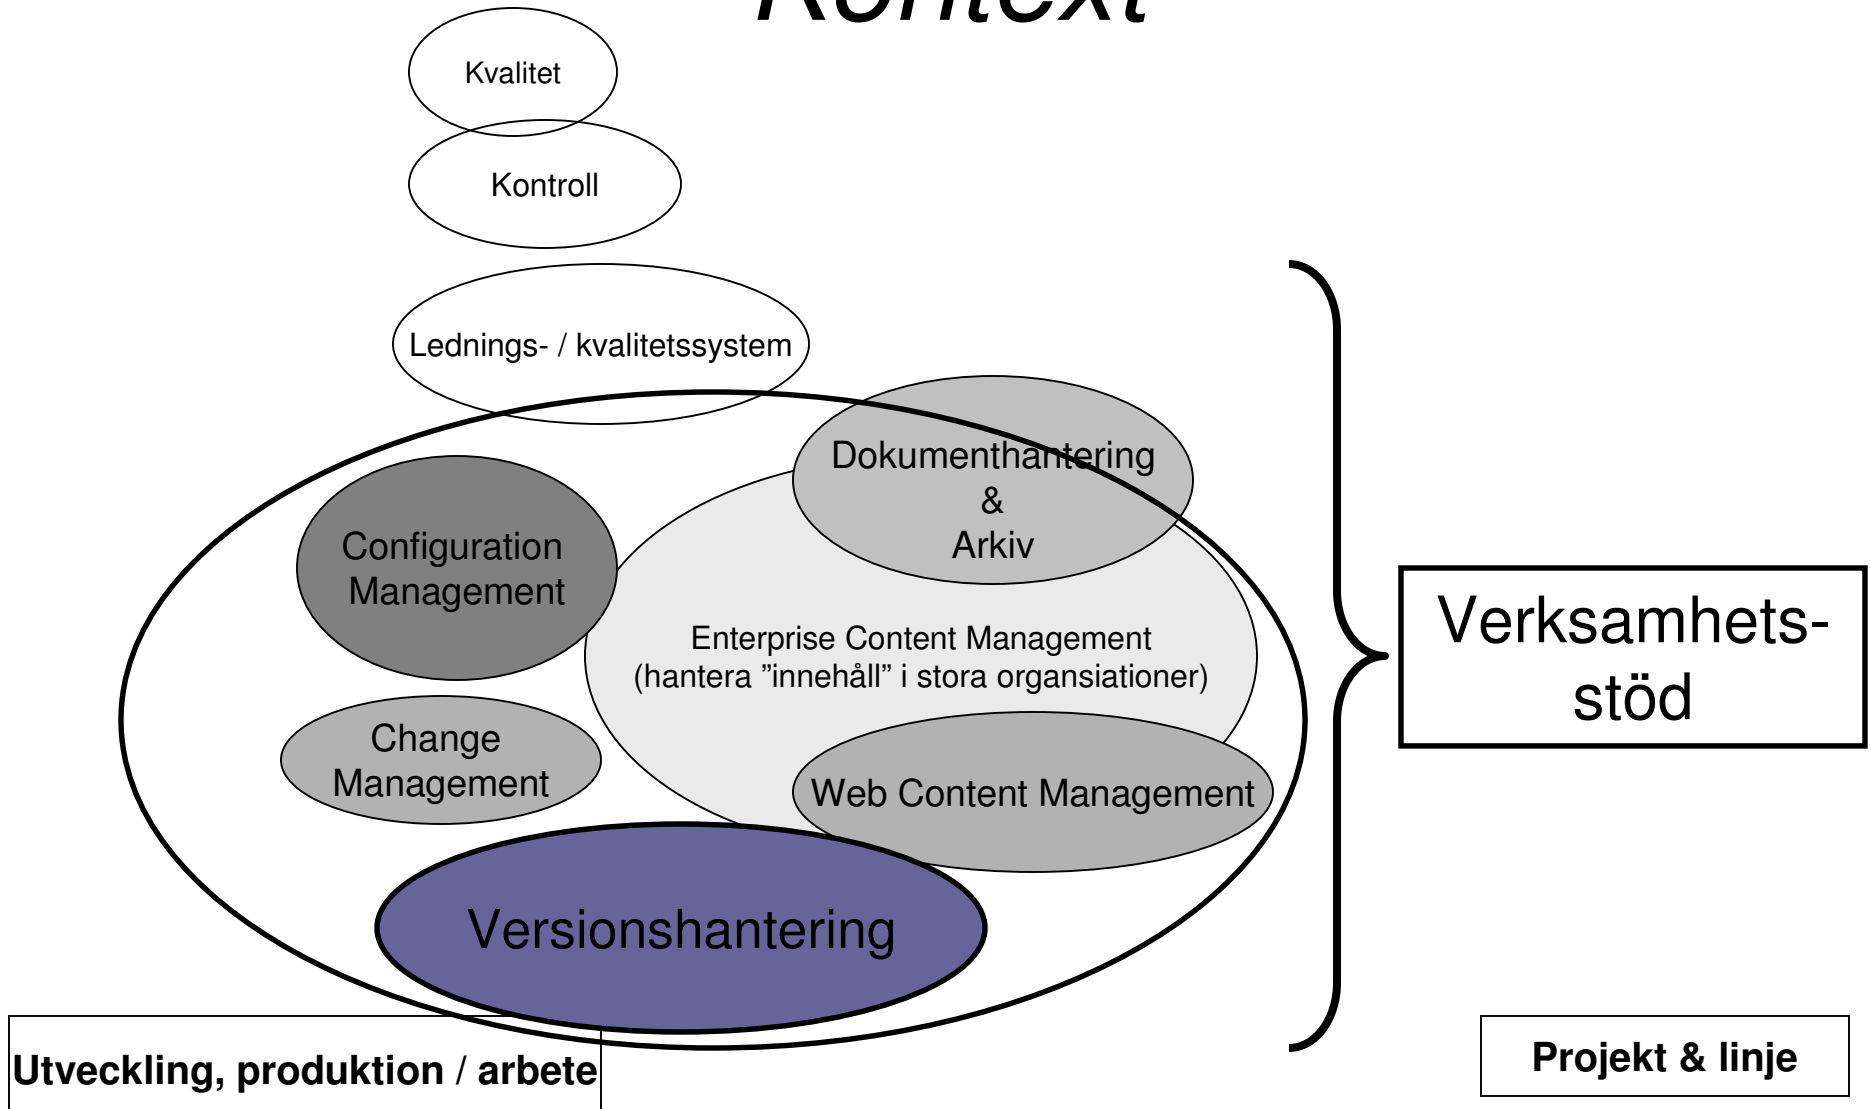 Kontext
Kvalitet
Kontroll
Lednings- / kvalitetssystem
Dokumenthantering
&
Arkiv
Configuration
Management
Enterprise Content Management
(hantera ”innehåll” i stora organsiationer)
Verksamhets-
stöd
Change
Management
Web Content Management
Versionshantering
Utveckling, produktion / arbete
Projekt & linje